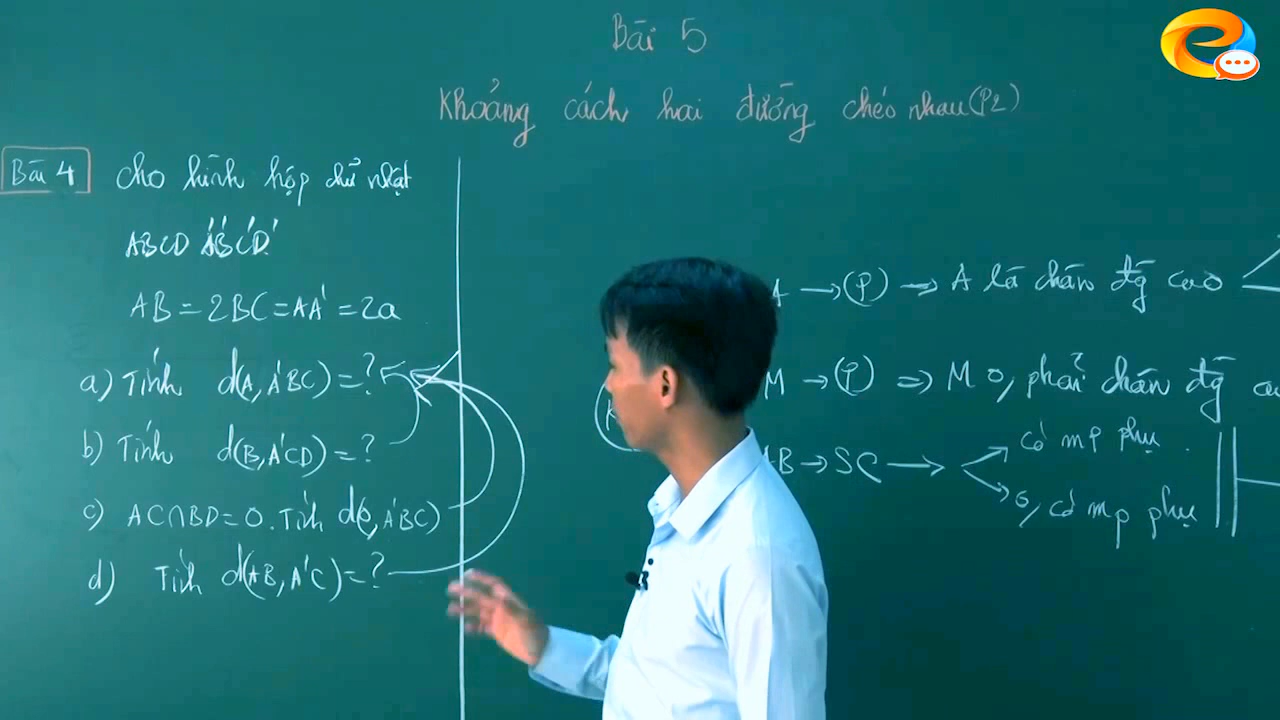 Bài 5
Khoảng cách hai đường chéo nhau (P2)
Bài 4 Cho hình hộp chữ nhật
ABCD A'B'C'D'
AB = 2BC = AA' = 2a
a) Tính d(A, A'BC) = ?
b) Tính d(B, A'CD) = ?
c) AC∩BD = O. Tính d(O, A'BC)
d) Tính d(AB, A'C) = ?
A → (P) → A là chân đg cao
M → (P) => M o, phải chân đg
B → SC →
có mp phụ
o, có mp phụ